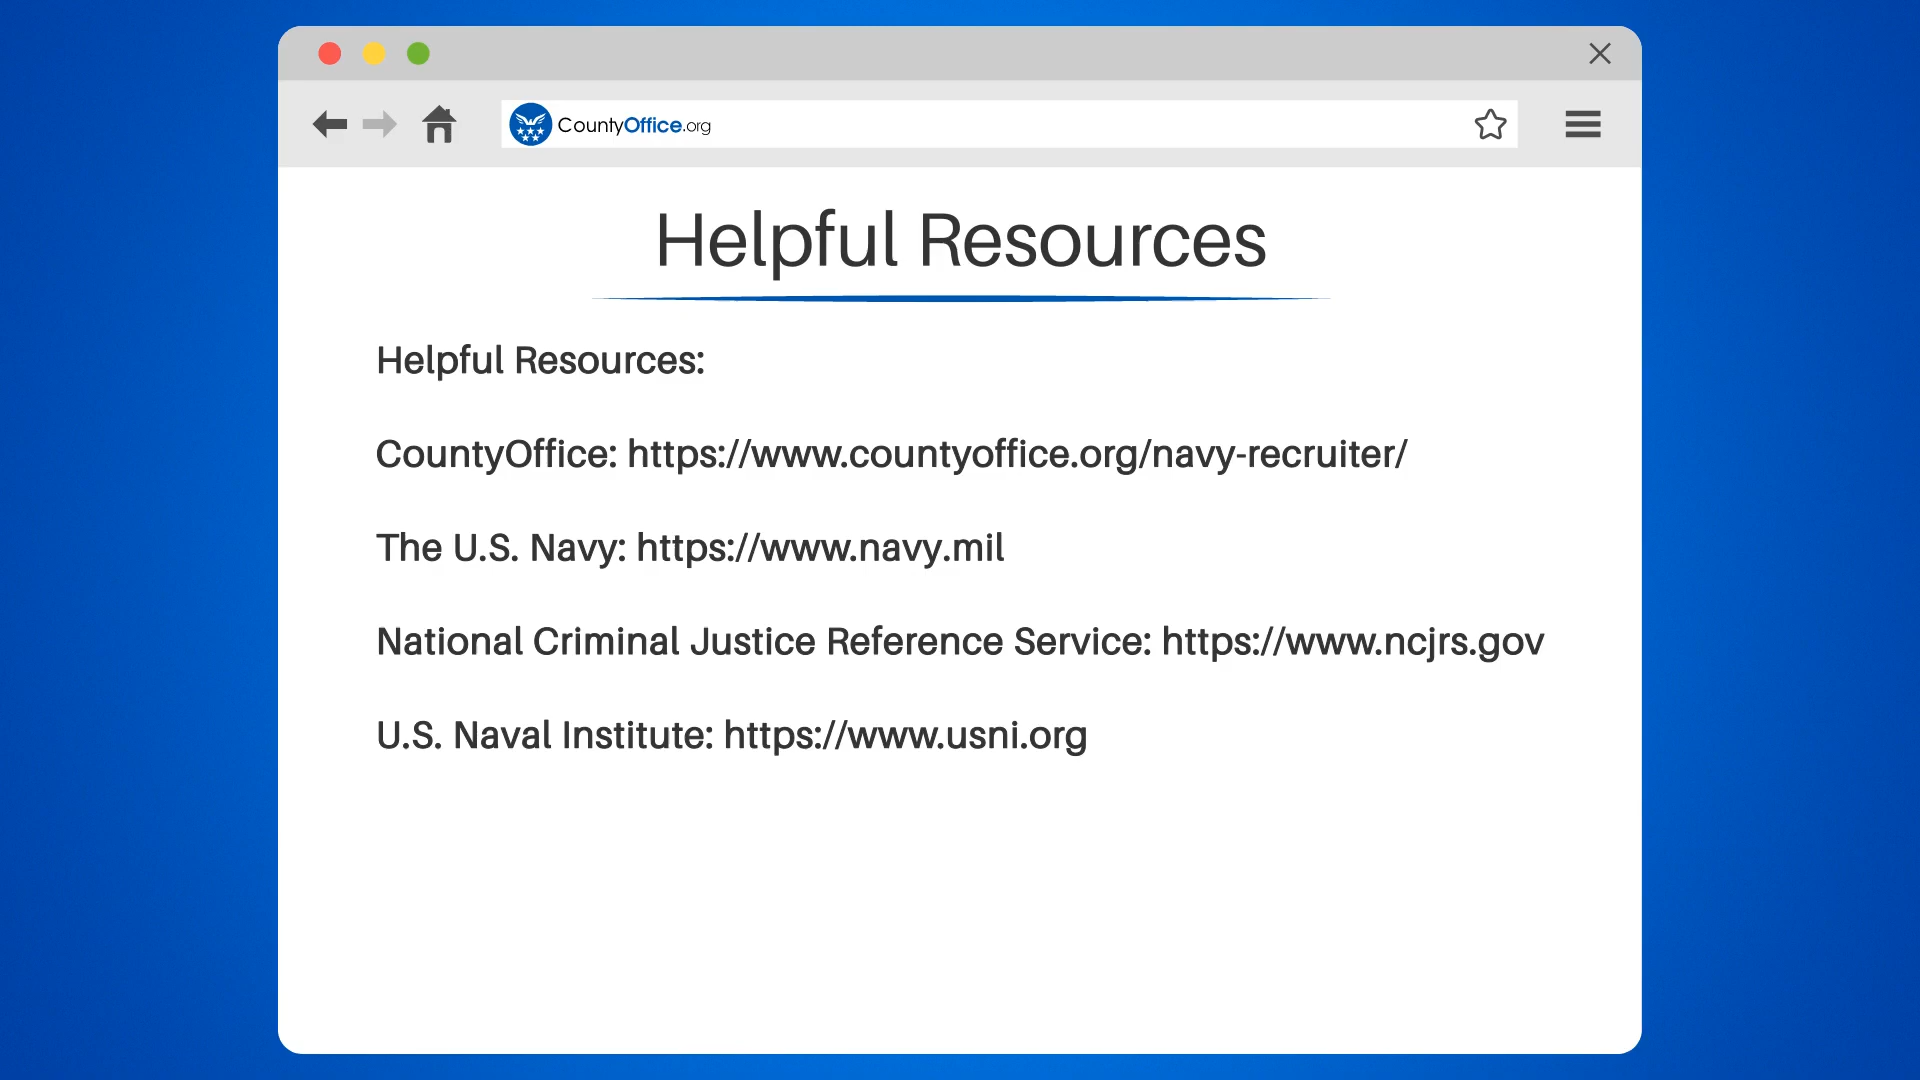 CountyOffice.org
Helpful Resources
Helpful Resources:
CountyOffice: https://www.countyoffice.org/navy-recruiter/
The U.S. Navy: https://www.navy.mil
National Criminal Justice Reference Service: https://www.ncjrs.gov
U.S. Naval Institute: https://www.usni.org